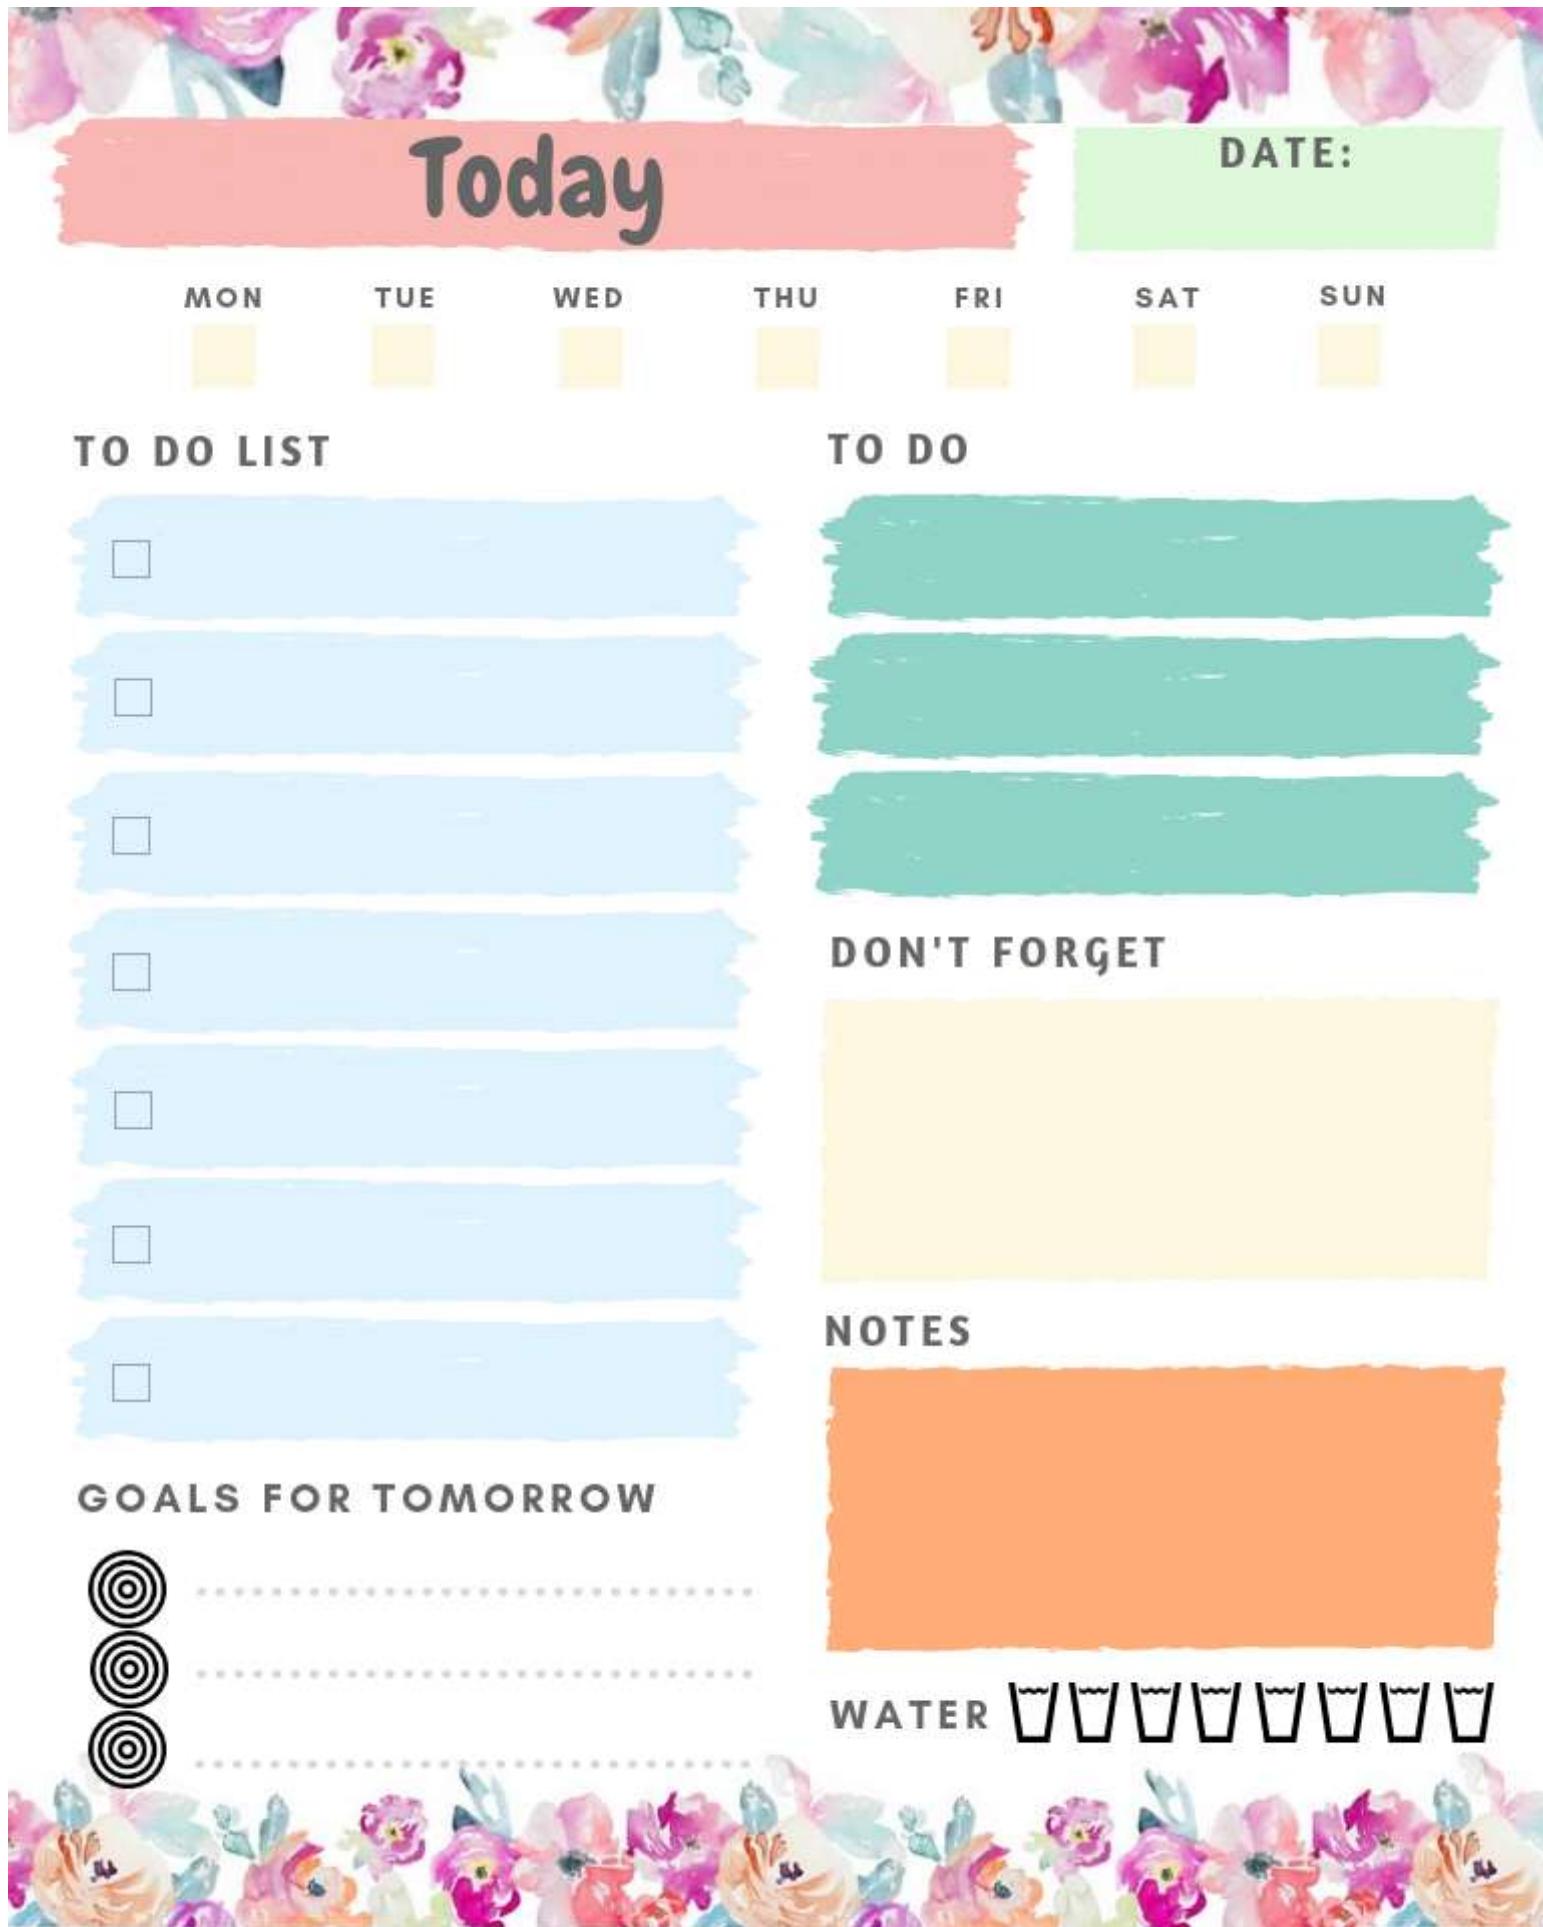 Today
DATE:
MON TUE WED THU FRI SAT SUN
TO DO LIST
TO DO
DON'T FORGET
NOTES
GOALS FOR TOMORROW
WATER